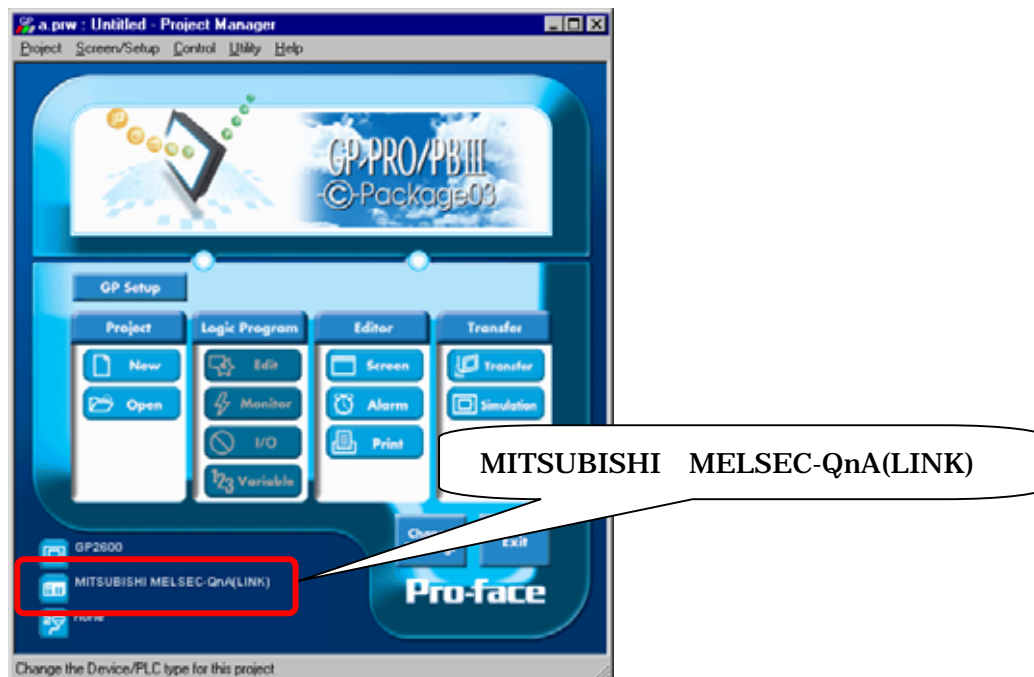 a.prw : Untitled - Project Manager
Project Screen/Setup Control Utility Help
GP-PRO/PBIII
-©-Package03
GP Setup
Project Logic Program Editor Transfer
New Edit Screen Transfer
Open Monitor Alarm Simulation
I/O Print
Variable
MITSUBISHI MELSEC-QnA(LINK)
Exit
GP2600
MITSUBISHI MELSEC-QnA(LINK)
none
Pro-face
Change the Device/PLC type for this project